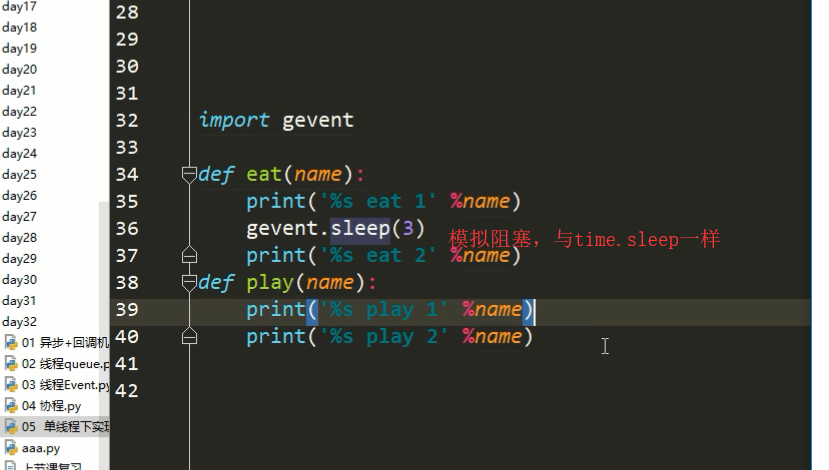 day17
day18
day19
day20
day21
day22
day23
day24
day25
day26
day27
day28
day29
day30
day31
day32
01 异步+回调机
02 线程queue.p
03 线程Event.py
04 协程.py
05 单线程下实现
aaa.py
上节课复习
28
29
30
31
32 import gevent
33
34 def eat(name):
35 print('%s eat 1' %name)
36 gevent.sleep(3) 模拟阻塞，与time.sleep一样
37 print('%s eat 2' %name)
38 def play(name):
39 print('%s play 1' %name)
40 print('%s play 2' %name)
41
42